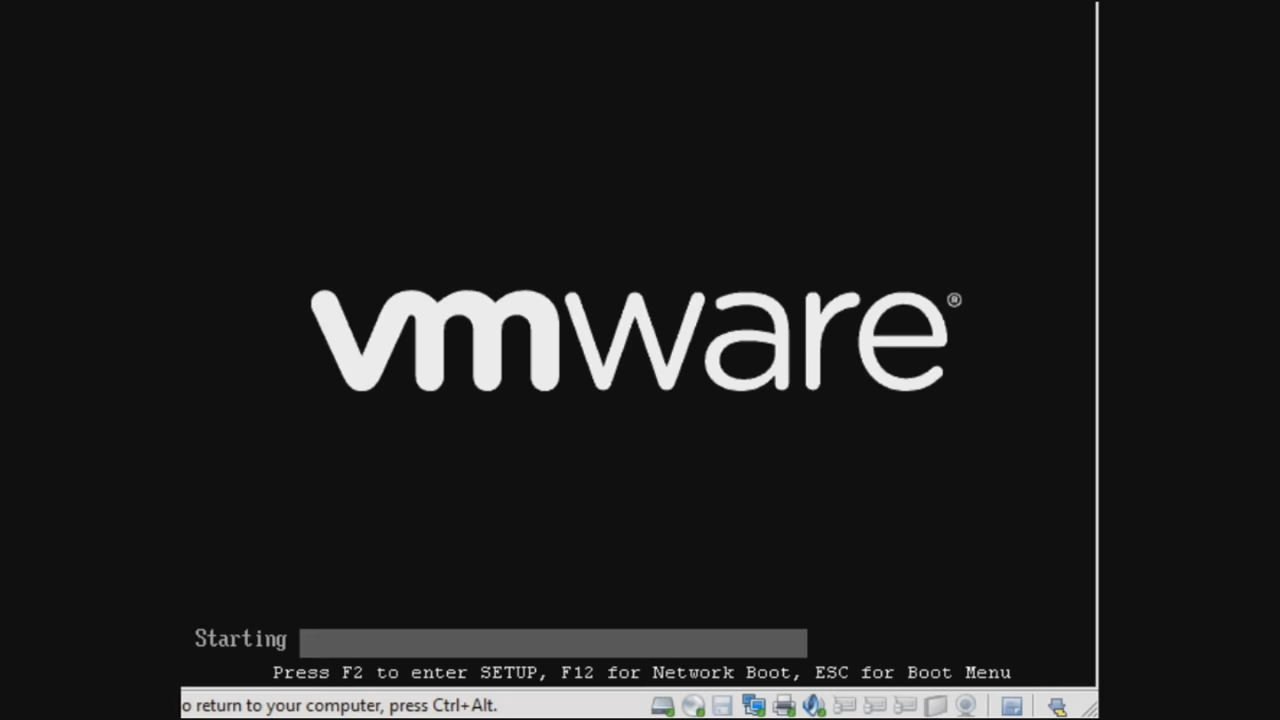 vmware®
Starting
Press F2 to enter SETUP, F12 for Network Boot, ESC for Boot Menu
o return to your computer, press Ctrl+Alt.